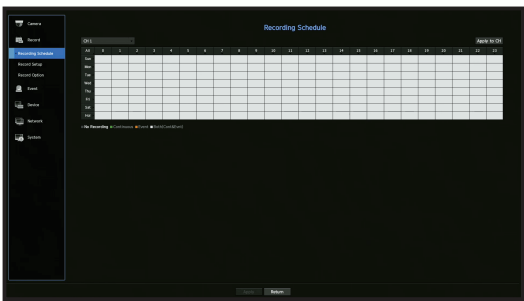 Camera
Recording Schedule
Record
CH 1
Apply to CH
Recording Schedule
All 0 1 2 3 4 5 6 7 8 9 10 11 12 13 14 15 16 17 18 19 20 21 22 23
Sun
Record Setup
Mon
Record Option
Tue
Wed
Event
Thu
Fri
Device
Sat
Hol
Network
No Recording Continuous Event Both(Cont&Evnt)
System
Apply Return